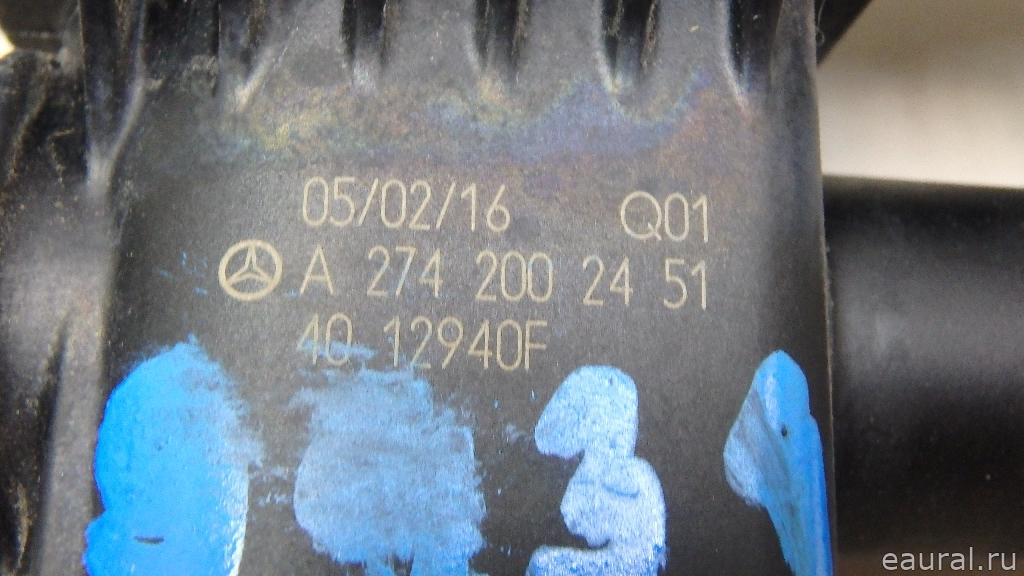 05/02/16 Q01
A 274 200 24 51
40 12940F
eaural.ru